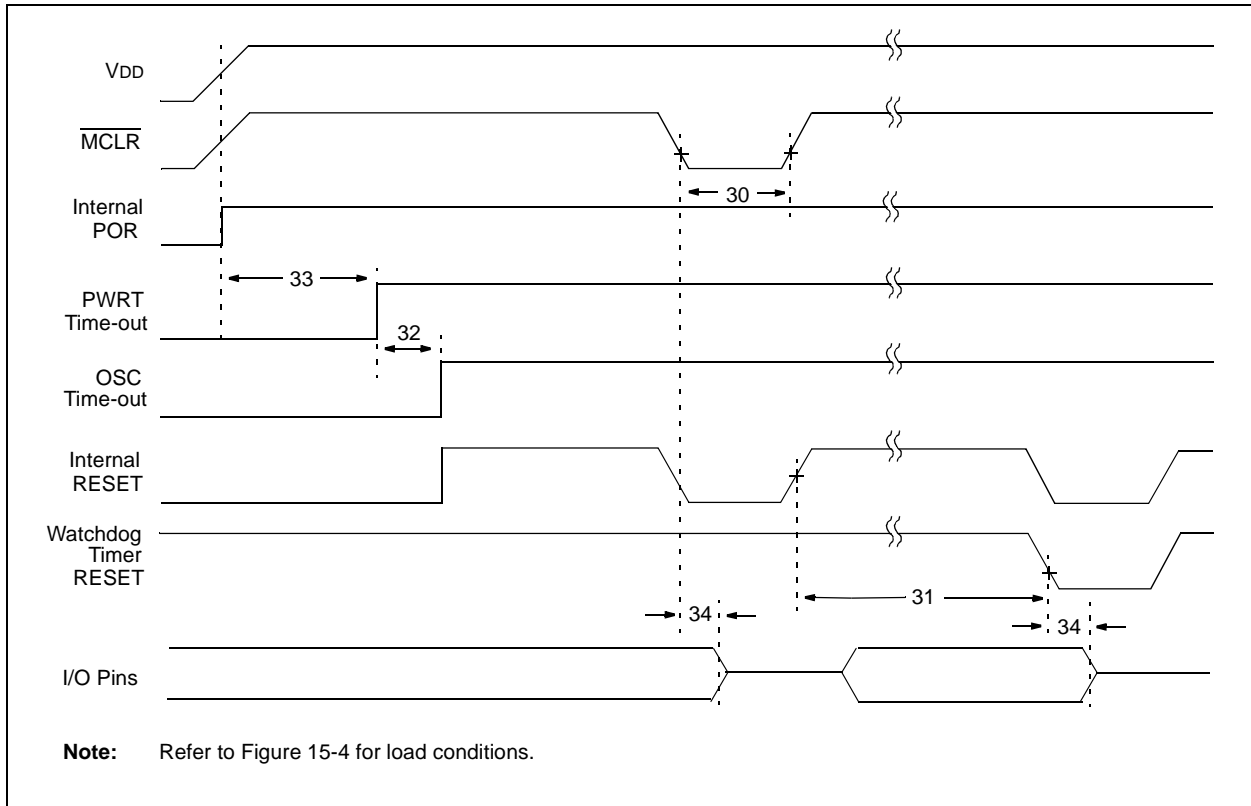 VDD
MCLR
30
Internal
POR
33
PWRT
Time-out
32
OSC
Time-out
Internal
RESET
Watchdog
Timer
RESET
31
34
34
I/O Pins
Note: Refer to Figure 15-4 for load conditions.